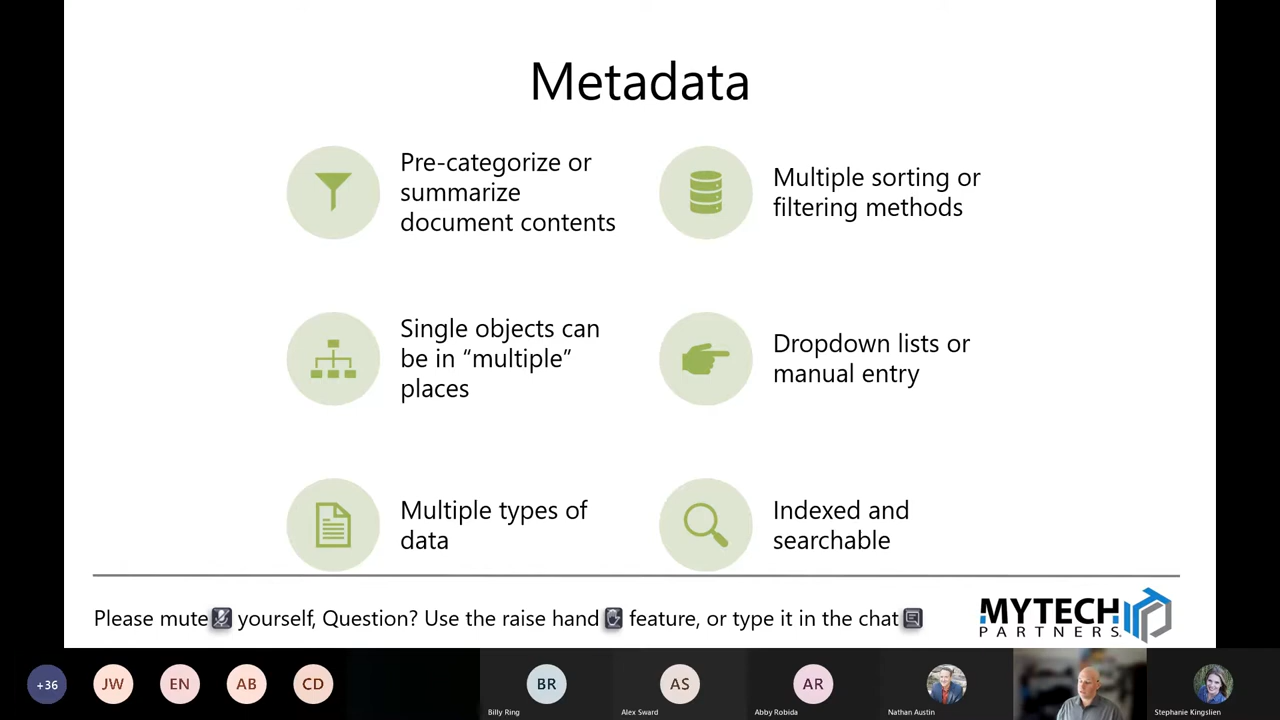 Metadata
Pre-categorize or
summarize
document contents
Multiple sorting or
filtering methods
Single objects can
be in “multiple”
places
Dropdown lists or
manual entry
Multiple types of
data
Indexed and
searchable
Please mute yourself, Question? Use the raise hand feature, or type it in the chat
MYTECH
PARTNERS
+36
JW
EN
AB
CD
BR
AS
AR
Billy Ring
Alex Sward
Abby Robida
Nathan Austin
Stephanie Kingslien